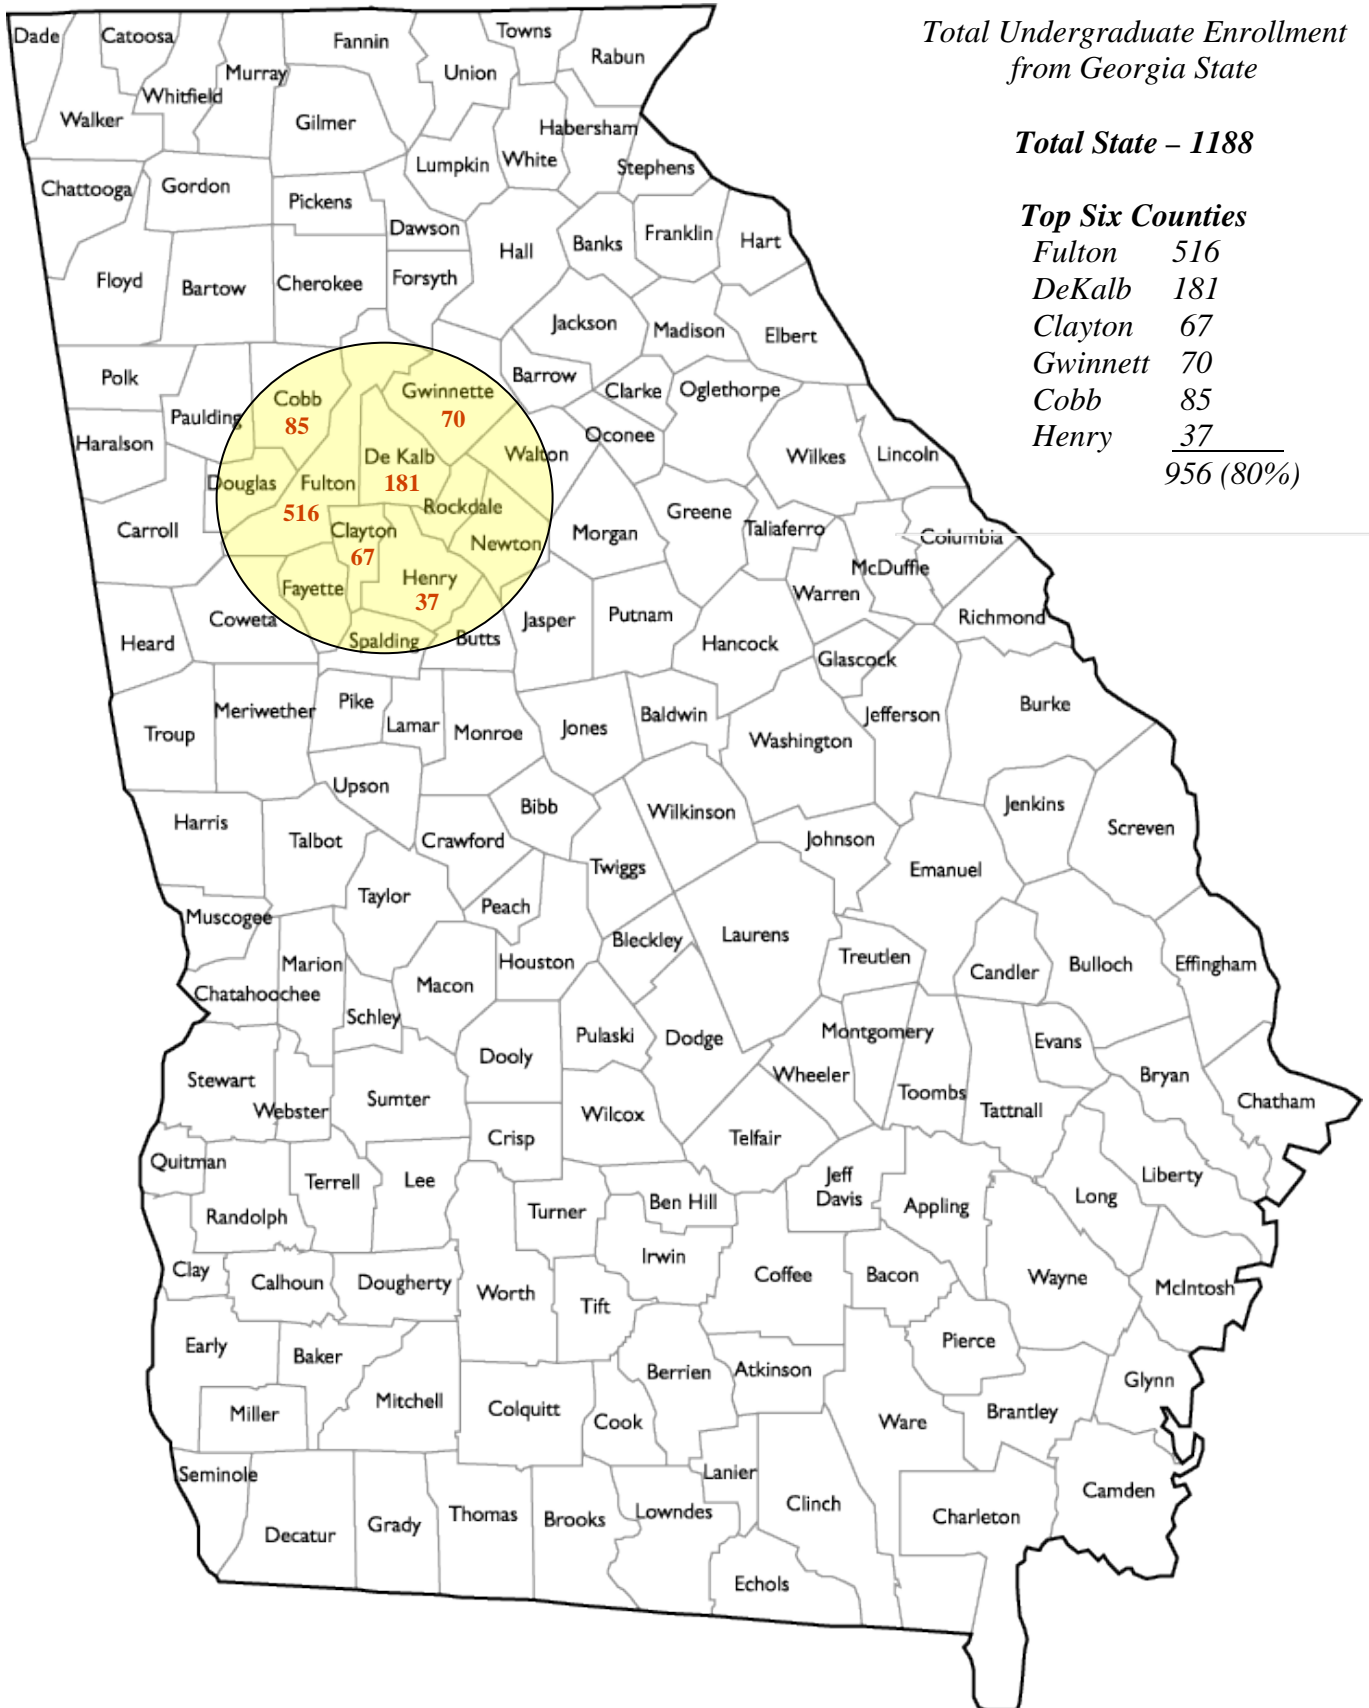 Total Undergraduate Enrollment
from Georgia State
Total State – 1188
Top Six Counties
Fulton 516
DeKalb 181
Clayton 67
Gwinnett 70
Cobb 85
Henry 37
956 (80%)
Dade
Catoosa
Fannin
Towns
Rabun
Union
Murray
Whitfield
Walker
Gilmer
Habersham
White
Lumpkin
Stephens
Chattooga
Gordon
Pickens
Dawson
Hall
Banks
Franklin
Hart
Floyd
Bartow
Cherokee
Forsyth
Jackson
Madison
Elbert
Polk
Paulding
Cobb
85
Gwinnette
70
Barrow
Clarke
Oglethorpe
Haralson
Oconee
Walton
Wilkes
Lincoln
De Kalb
181
Douglas
Fulton
516
Rockdale
Carroll
Clayton
67
Newton
Morgan
Greene
Taliaferro
Columbia
McDuffie
Warren
Fayette
Henry
37
Coweta
Heard
Spalding
Butts
Jasper
Putnam
Hancock
Richmond
Glascock
Meriwether
Pike
Lamar
Monroe
Jones
Baldwin
Jefferson
Burke
Troup
Washington
Upson
Bibb
Wilkinson
Jenkins
Screven
Harris
Talbot
Crawford
Johnson
Twiggs
Emanuel
Taylor
Peach
Muscogee
Bleckley
Laurens
Marion
Houston
Treutlen
Candler
Bulloch
Effingham
Chatahoochee
Macon
Schley
Pulaski
Dodge
Montgomery
Evans
Dooly
Stewart
Webster
Sumter
Wheeler
Toombs
Tattnall
Bryan
Chatham
Wilcox
Crisp
Telfair
Quitman
Terrell
Lee
Jeff
Davis
Liberty
Long
Randolph
Turner
Ben Hill
Appling
Clay
Calhoun
Dougherty
Irwin
Coffee
Bacon
Wayne
McIntosh
Worth
Tift
Early
Baker
Pierce
Berrien
Atkinson
Glynn
Miller
Mitchell
Colquitt
Cook
Ware
Brantley
Seminole
Lanier
Camden
Clinch
Decatur
Grady
Thomas
Brooks
Lowndes
Charleton
Echols